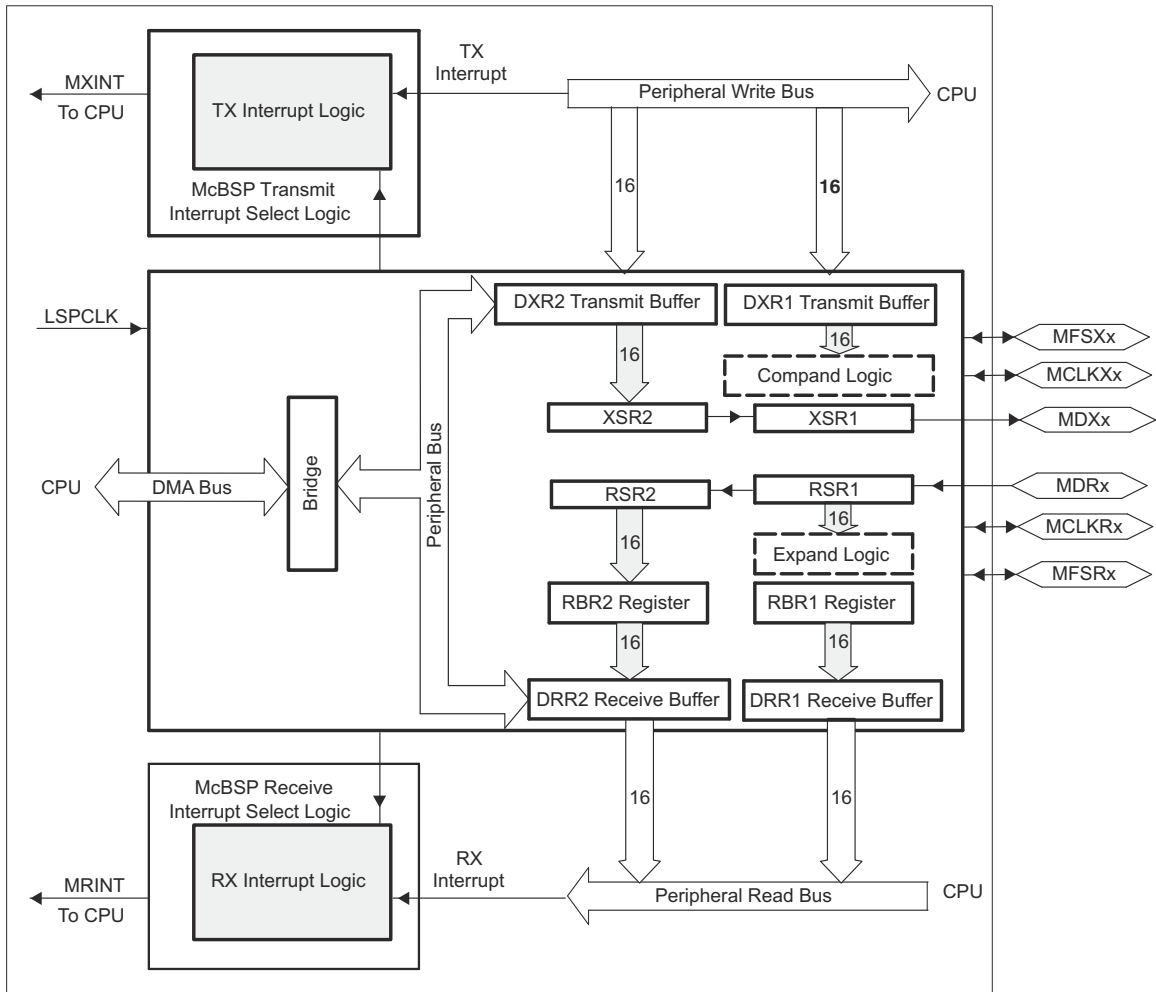 TX
Interrupt
MXINT
To CPU
TX Interrupt Logic
Peripheral Write Bus
CPU
McBSP Transmit
Interrupt Select Logic
16
16
LSPCLK
DXR2 Transmit Buffer
DXR1 Transmit Buffer
16
16
Compand Logic
MFSXx
MCLKXx
XSR2
XSR1
MDXx
CPU
DMA Bus
Bridge
Peripheral Bus
RSR2
RSR1
MDRx
16
16
Expand Logic
MCLKRx
MFSRx
RBR2 Register
RBR1 Register
16
16
DRR2 Receive Buffer
DRR1 Receive Buffer
McBSP Receive
Interrupt Select Logic
16
16
RX Interrupt Logic
RX
Interrupt
MRINT
To CPU
Peripheral Read Bus
CPU